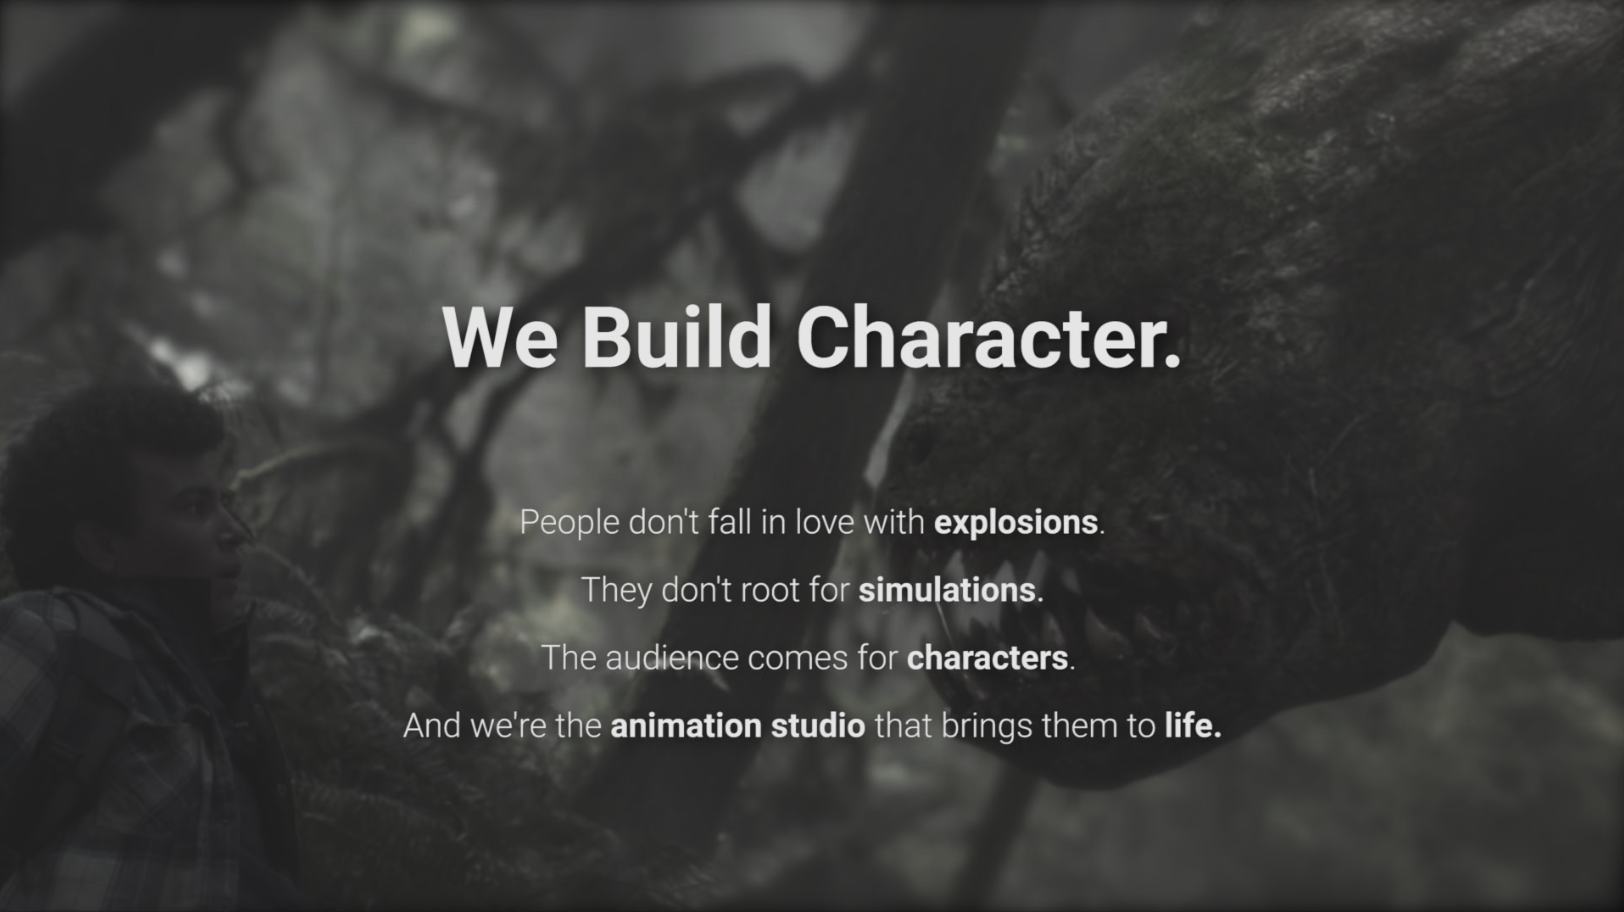 We Build Character.
People don't fall in love with explosions.
They don't root for simulations.
The audience comes for characters.
And we're the animation studio that brings them to life.